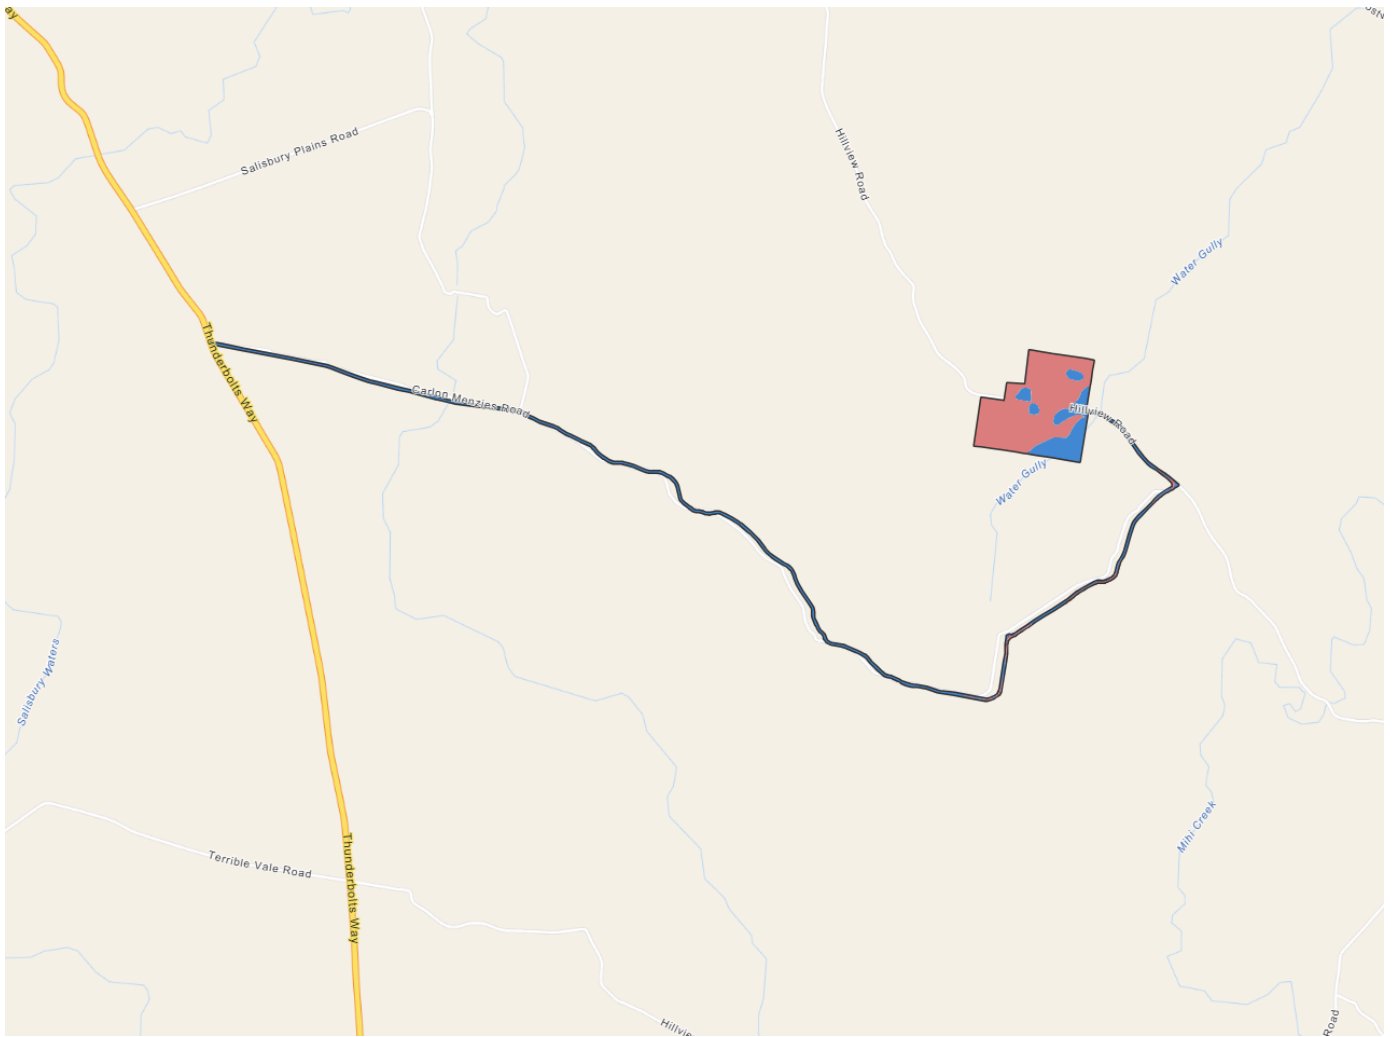 Salisbury Plains Road
Hillview Road
Water Gully
Thunderbolts Way
Carlon Menzies Road
Hillview Road
Water Gully
Salisbury Waters
Mihi Creek
Terrible Vale Road
Thunderbolts Way
Road